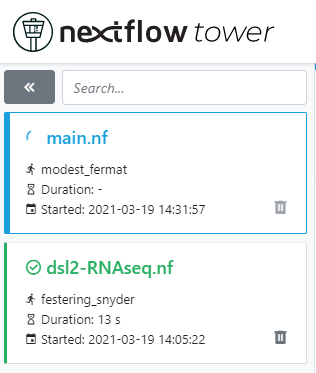 nextflow tower
Search...
main.nf
modest_fermat
Duration: -
Started: 2021-03-19 14:31:57
dsl2-RNAseq.nf
festering_snyder
Duration: 13 s
Started: 2021-03-19 14:05:22